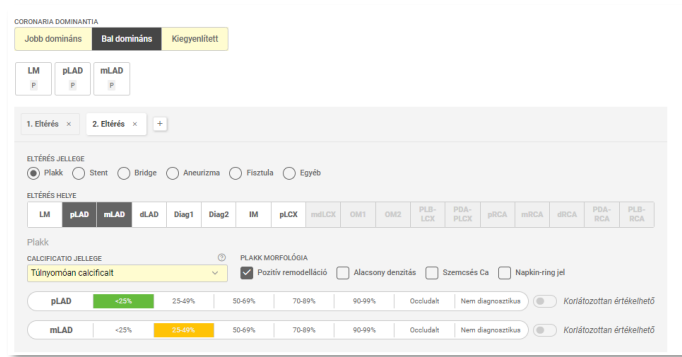 CORONARIA DOMINANTIA
Jobb domináns Bal domináns Kiegyenlített
LM pLAD mLAD
P P P
1. Eltérés × 2. Eltérés × +
ELTÉRÉS JELLEGE
Plakk Stent Bridge Aneurizma Fisztula Egyéb
ELTÉRÉS HELYE
LM pLAD mLAD dLAD Diag1 Diag2 IM pLCX mdLCX OM1 OM2 PLB-LCX PDA-PLCX pRCA mRCA dRCA PDA-RCA PLB-RCA
Plakk
CALCIFICATIO JELLEGE ? PLAKK MORFOLÓGIA
Túlnyomóan calcificalt Pozitív remodelláció Alacsony denzitás Szemcsés Ca Napkin-ring jel
pLAD <25% 25-49% 50-69% 70-89% 90-99% Occludalt Nem diagnosztikus Korlátozottan értékelhető
mLAD <25% 25-49% 50-69% 70-89% 90-99% Occludalt Nem diagnosztikus Korlátozottan értékelhető